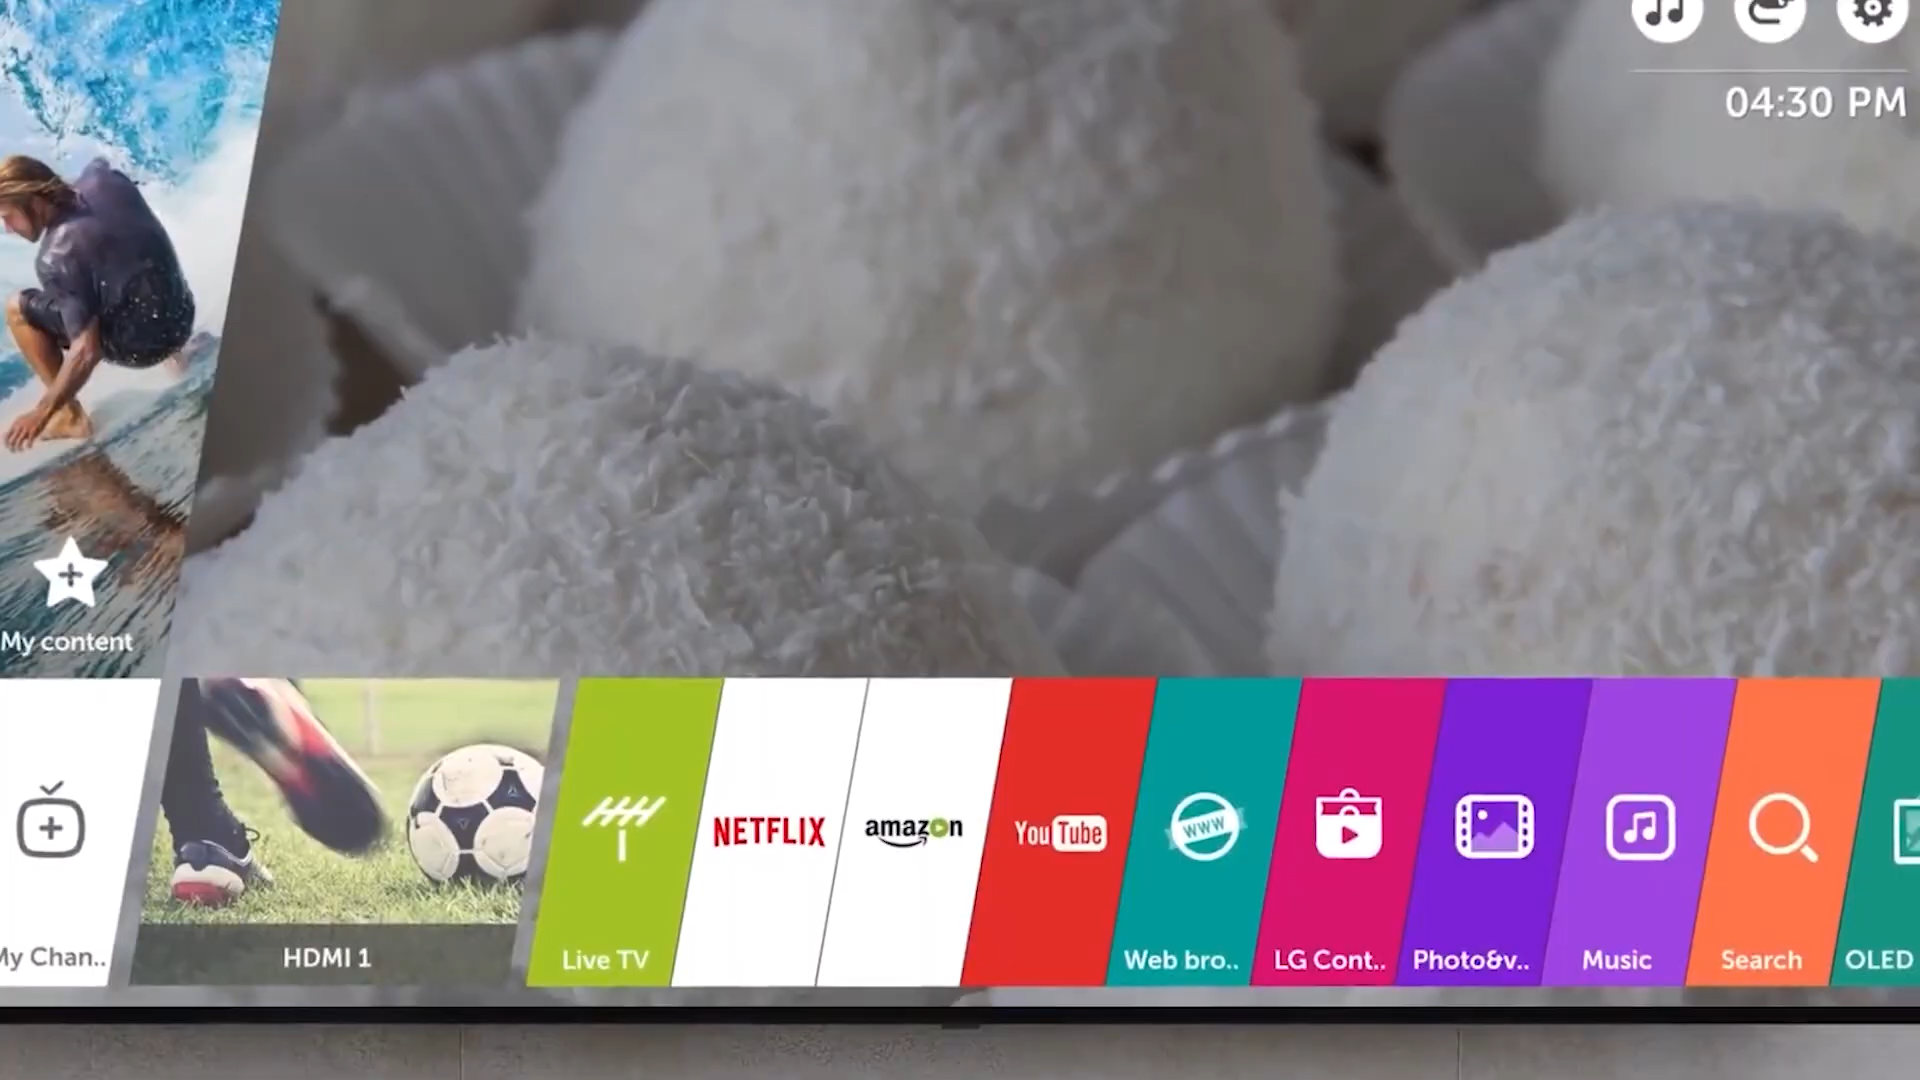 04:30 PM
My content
My Chan..
HDMI 1
Live TV
NETFLIX
amazon
YouTube
Web bro..
WWW
LG Cont..
Photo&v..
Music
Search
OLED